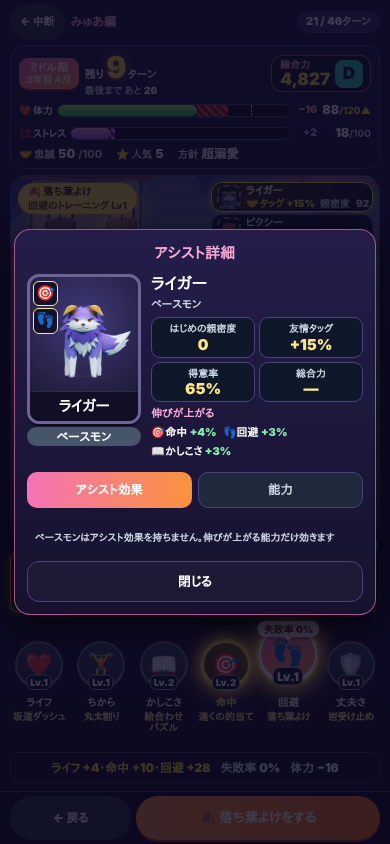 ← 中断
みゅあ編
21 / 46ターン
ミドル期
3年目 4月
残り 9 ターン
最後まで あと 26
総合力
4,827 D
体力 −16 88/120▲
ストレス +2 18/100
忠誠 50 /100 人気 5 方針 超溺愛
落ち葉よけ
回避のトレーニング Lv1
ライガー
タッグ +15% 親密度 92
ピクシー
アシスト詳細
ライガー
ベースモン
ライガー
ベースモン
はじめの親密度
0
友情タッグ
+15%
得意率
65%
総合力
—
伸びが上がる
命中 +4% 回避 +3%
かしこさ +3%
アシスト効果
能力
ベースモンはアシスト効果を持ちません。伸びが上がる能力だけ効きます
閉じる
失敗率 0%
Lv.1
Lv.1
Lv.2
Lv.2
Lv.1
Lv.1
ライフ
坂道ダッシュ
ちから
丸太割り
かしこさ
絵合わせ
パズル
命中
遠くの的当て
回避
落ち葉よけ
丈夫さ
岩受け止め
ライフ +4・命中 +10・回避 +28 失敗率 0% 体力 −16
← 戻る
落ち葉よけをする